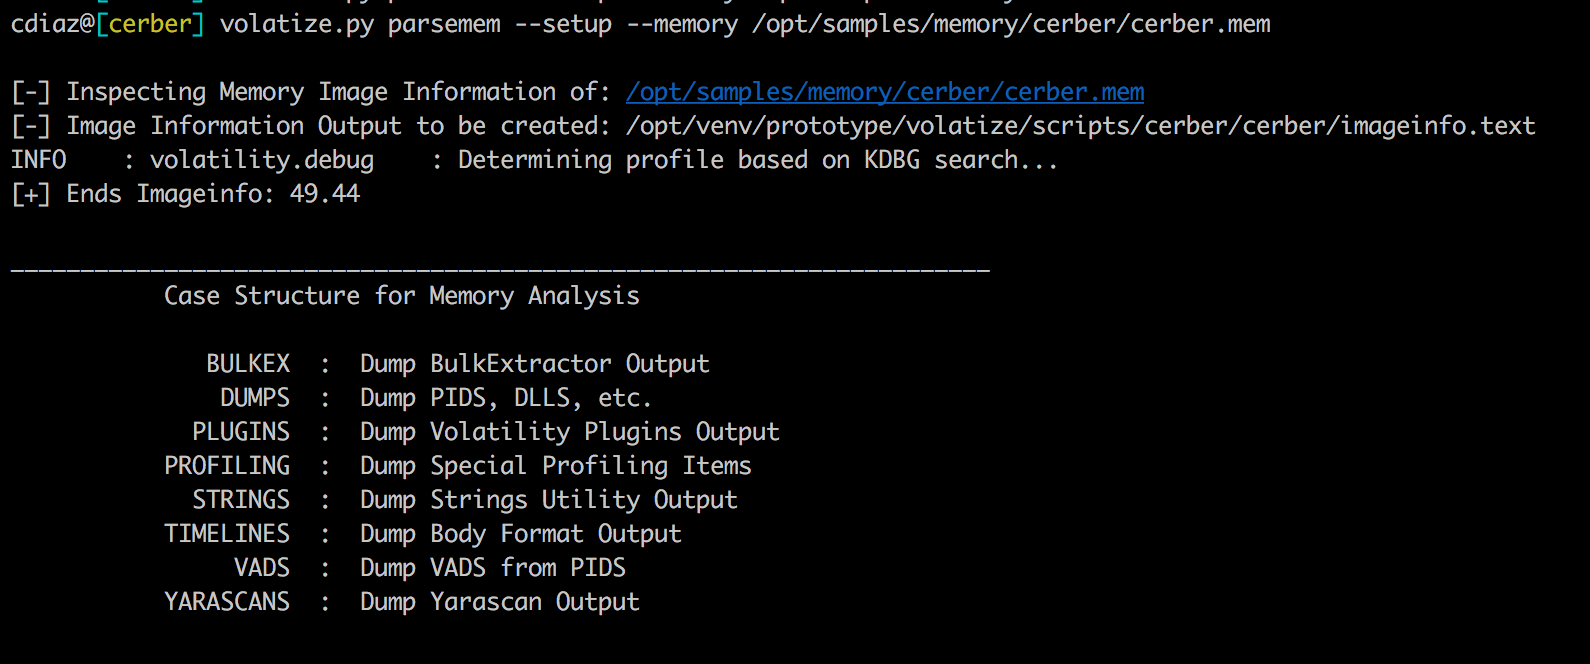 cdiaz@[cerber] volatize.py parsemem --setup --memory /opt/samples/memory/cerber/cerber.mem
[-] Inspecting Memory Image Information of: /opt/samples/memory/cerber/cerber.mem
[-] Image Information Output to be created: /opt/venv/prototype/volatize/scripts/cerber/cerber/imageinfo.text
INFO    : volatility.debug    : Determining profile based on KDBG search...
[+] Ends Imageinfo: 49.44
______________________________________________________________________
Case Structure for Memory Analysis
BULKEX  :  Dump BulkExtractor Output
DUMPS  :  Dump PIDS, DLLS, etc.
PLUGINS  :  Dump Volatility Plugins Output
PROFILING  :  Dump Special Profiling Items
STRINGS  :  Dump Strings Utility Output
TIMELINES  :  Dump Body Format Output
VADS  :  Dump VADS from PIDS
YARASCANS  :  Dump Yarascan Output